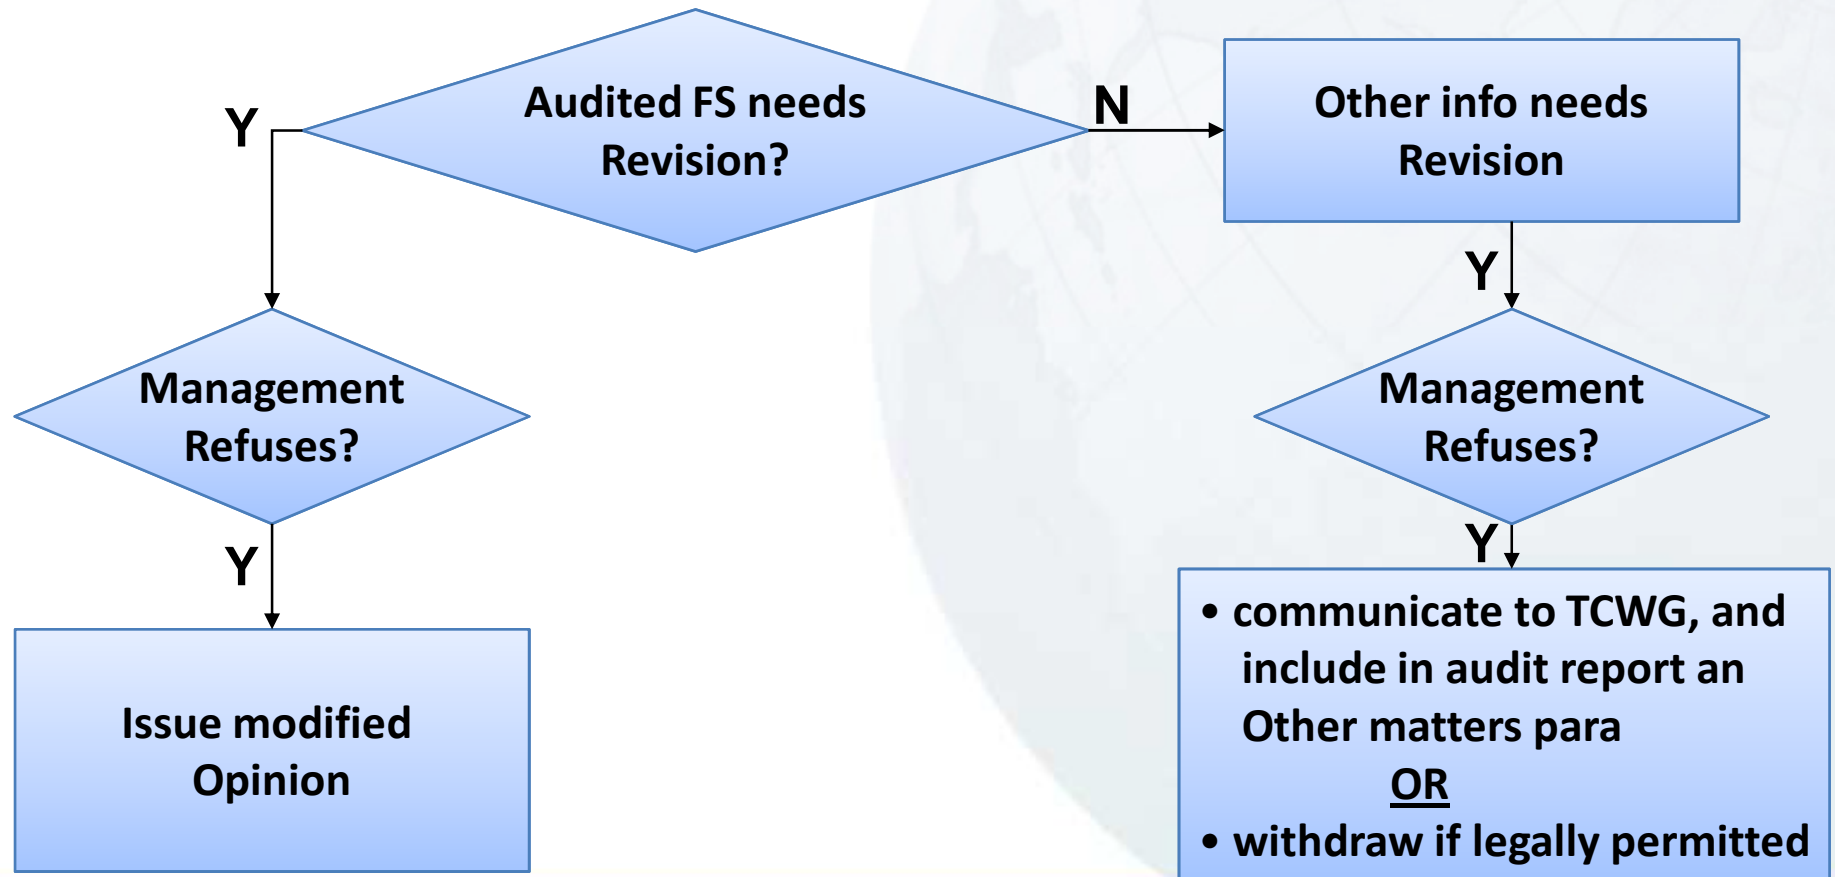 Audited FS needs
Revision?
Y
N
Other info needs
Revision
Y
Management
Refuses?
Management
Refuses?
Y
Y
Issue modified
Opinion
• communicate to TCWG, and
include in audit report an
Other matters para
OR
• withdraw if legally permitted